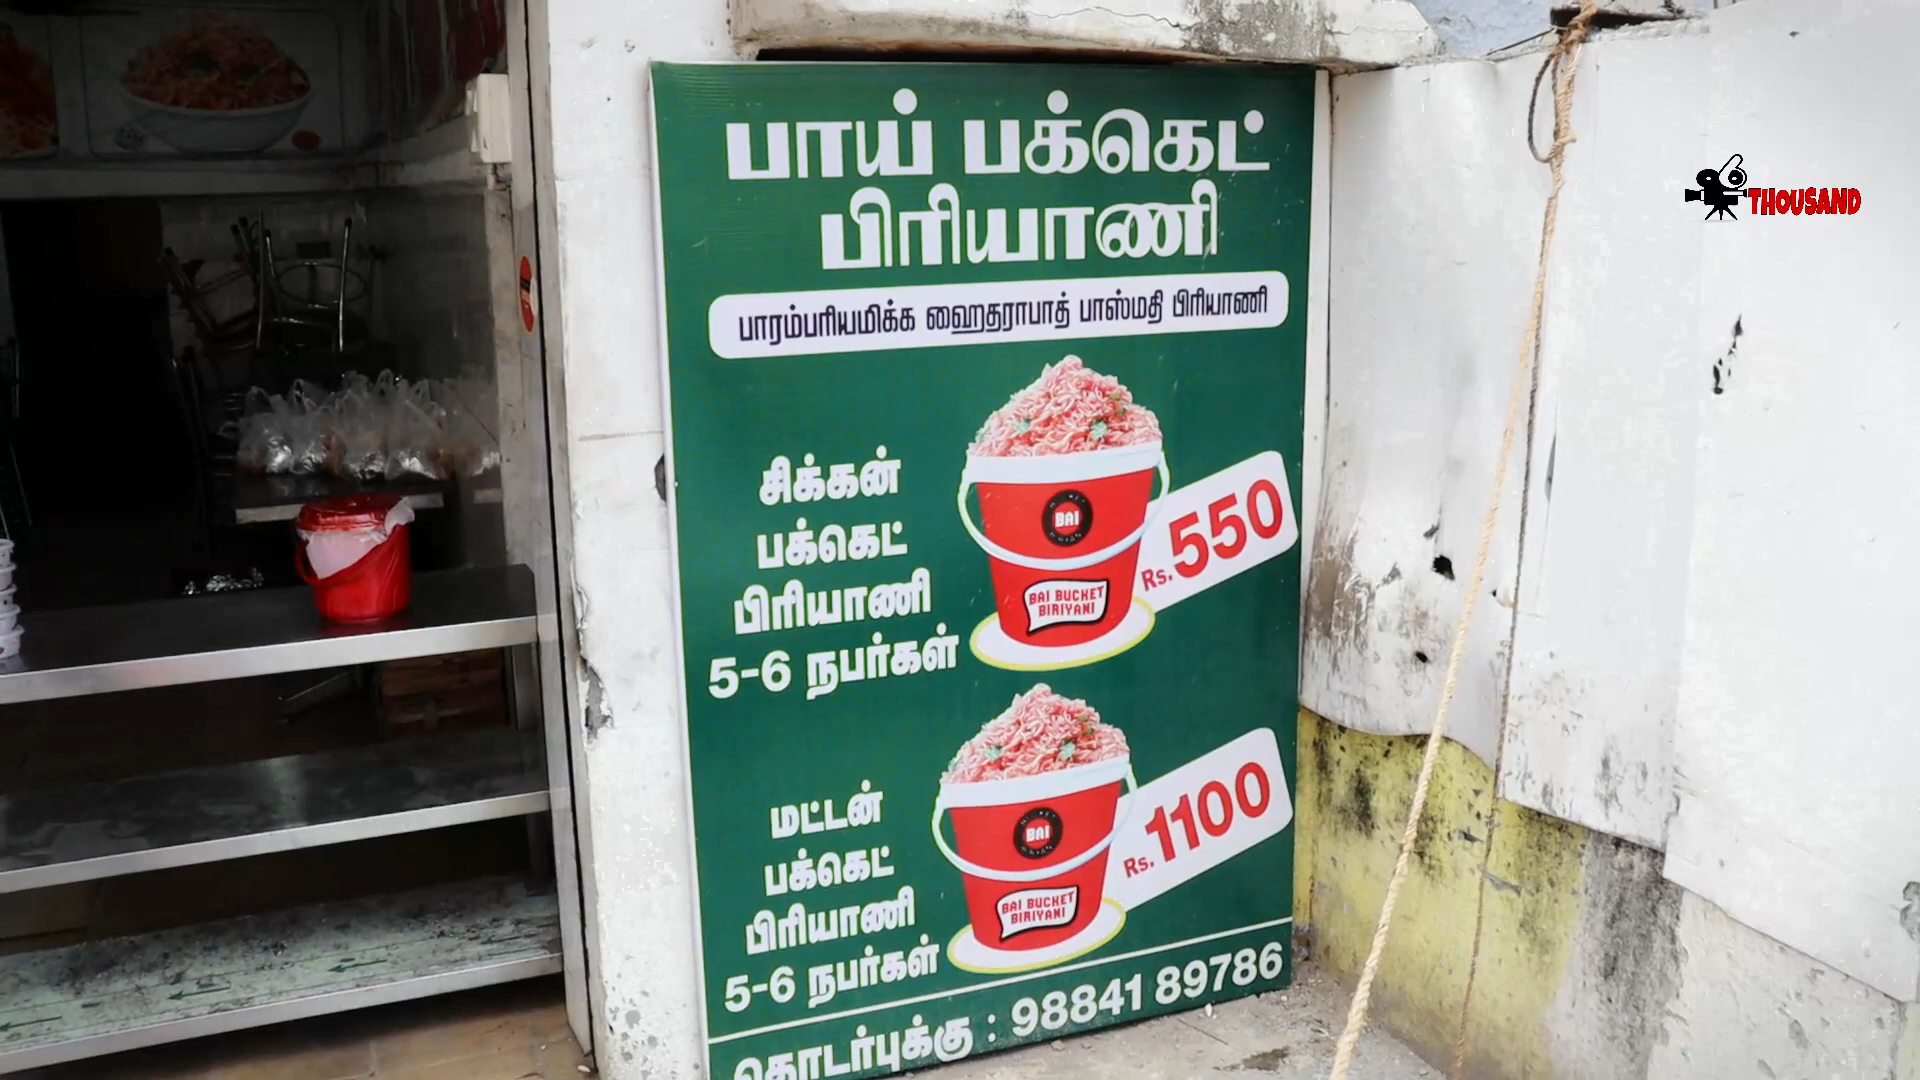 பாய் பக்கெட்
பிரியாணி
பாரம்பரியமிக்க ஹைதராபாத் பாஸ்மதி பிரியாணி
சிக்கன்
பக்கெட்
பிரியாணி
5-6 நபர்கள்
BAI
BAI BUCKET
BIRIYANI
Rs.550
மட்டன்
பக்கெட்
பிரியாணி
5-6 நபர்கள்
BAI
BAI BUCKET
BIRIYANI
Rs.1100
தொடர்புக்கு : 98841 89786
THOUSAND